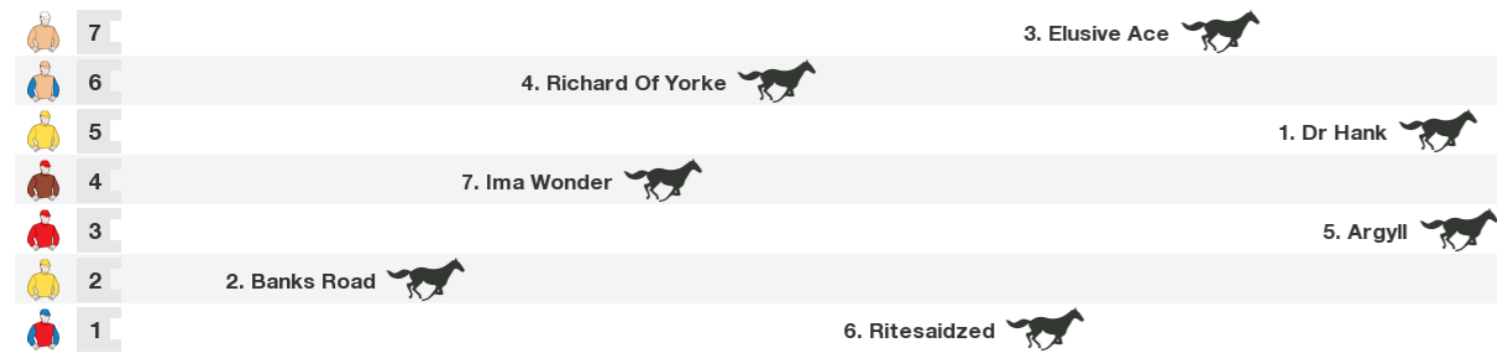 7 3. Elusive Ace
6 4. Richard Of Yorke
5 1. Dr Hank
4 7. Ima Wonder
3 5. Argyll
2 2. Banks Road
1 6. Ritesaidzed